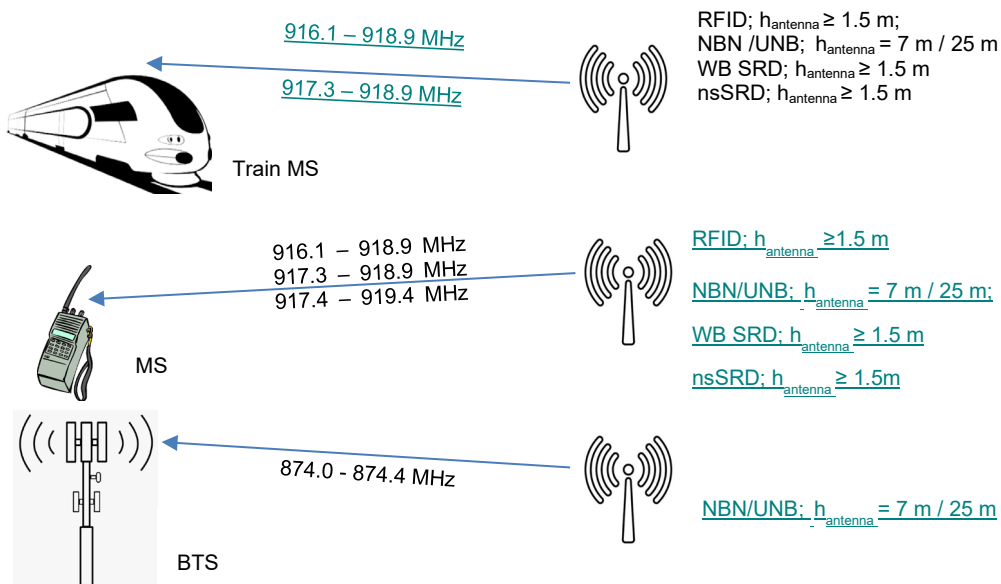 916.1 – 918.9 MHz
917.3 – 918.9 MHz
Train MS
RFID; hantenna ≥ 1.5 m;
NBN /UNB; hantenna = 7 m / 25 m
WB SRD; hantenna ≥ 1.5 m
nsSRD; hantenna ≥ 1.5 m
916.1 – 918.9 MHz
917.3 – 918.9 MHz
917.4 – 919.4 MHz
MS
RFID; hantenna ≥1.5 m
NBN/UNB; hantenna = 7 m / 25 m;
WB SRD; hantenna ≥ 1.5 m
nsSRD; hantenna ≥ 1.5m
874.0 - 874.4 MHz
BTS
NBN/UNB; hantenna = 7 m / 25 m